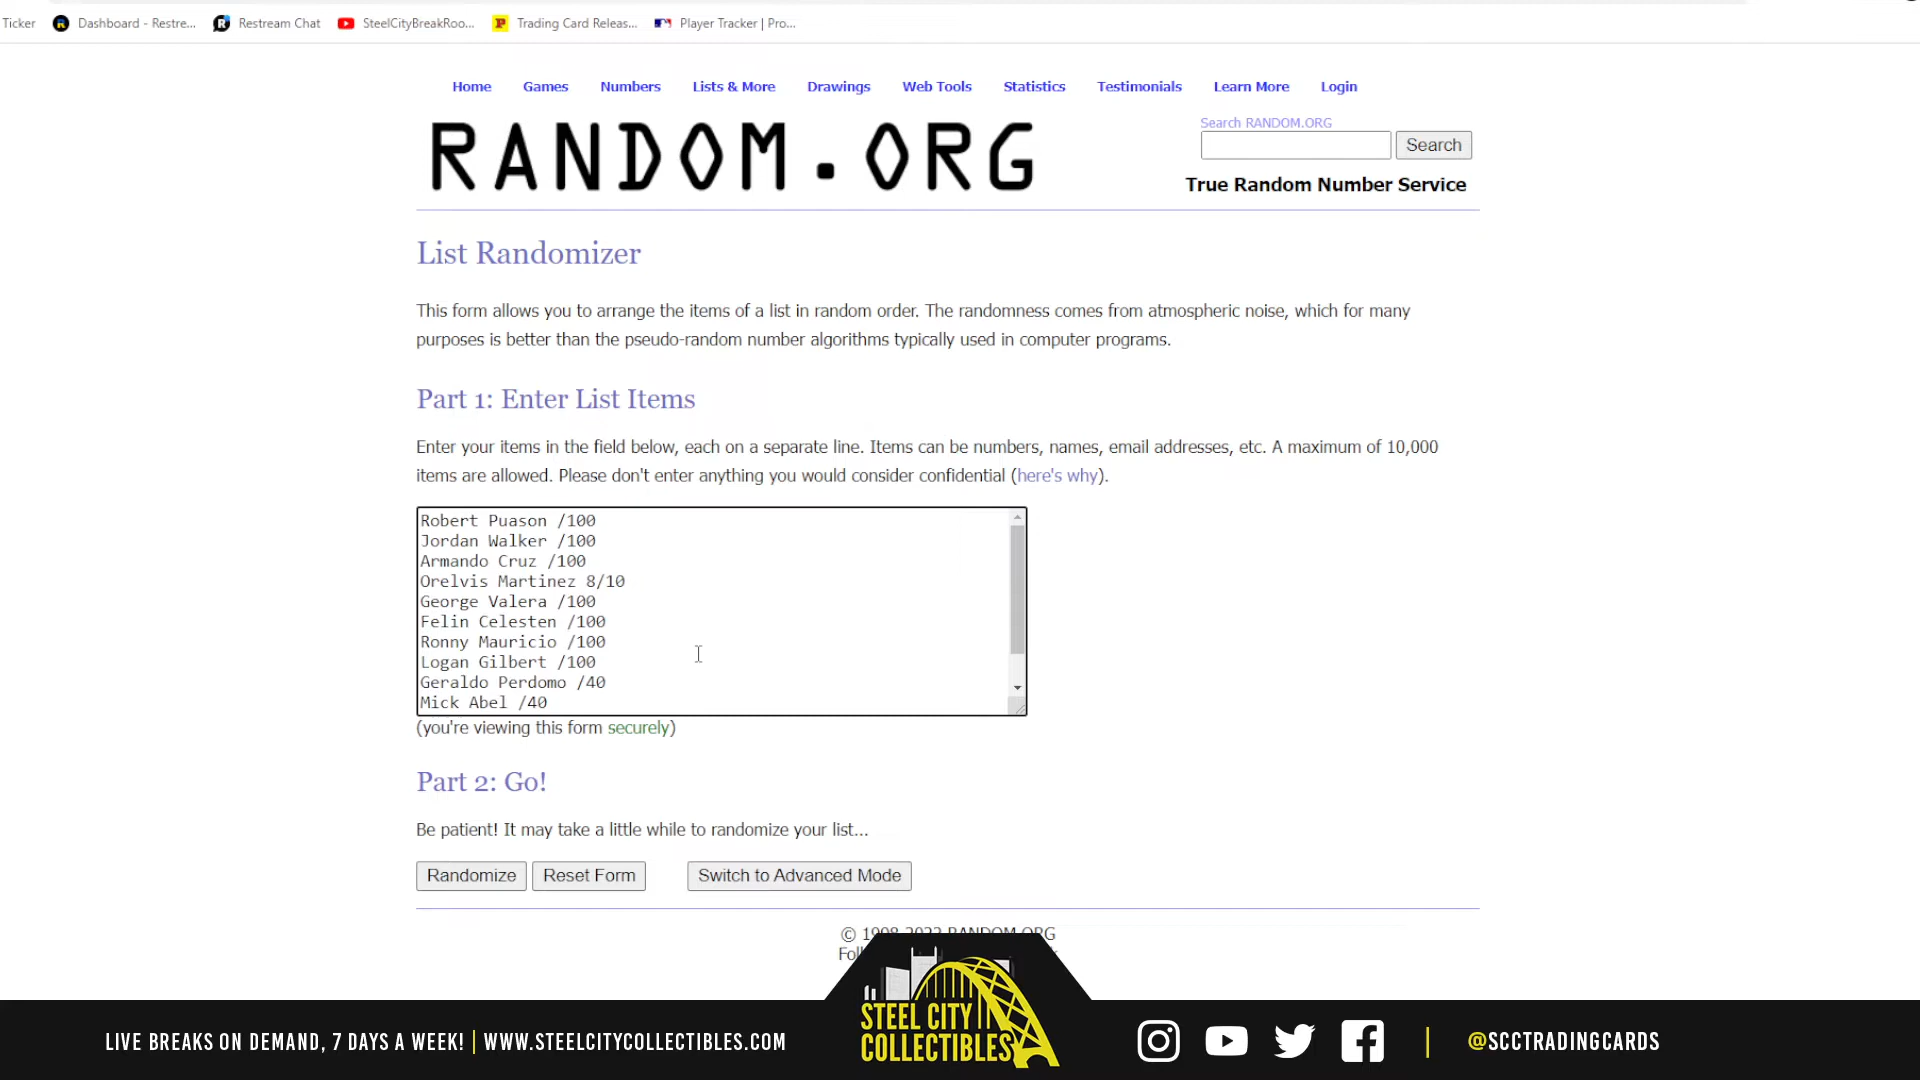 Ticker Dashboard - Restre... Restream Chat SteelCityBreakRoo... Trading Card Releas... Player Tracker | Pro...
Home Games Numbers Lists & More Drawings Web Tools Statistics Testimonials Learn More Login
RANDOM.ORG
Search RANDOM.ORG
Search
True Random Number Service
List Randomizer
This form allows you to arrange the items of a list in random order. The randomness comes from atmospheric noise, which for many
purposes is better than the pseudo-random number algorithms typically used in computer programs.
Part 1: Enter List Items
Enter your items in the field below, each on a separate line. Items can be numbers, names, email addresses, etc. A maximum of 10,000
items are allowed. Please don't enter anything you would consider confidential (here's why).
Robert Puason /100
Jordan Walker /100
Armando Cruz /100
Orelvis Martinez 8/10
George Valera /100
Felin Celesten /100
Ronny Mauricio /100
Logan Gilbert /100
Geraldo Perdomo /40
Mick Abel /40
(you're viewing this form securely)
Part 2: Go!
Be patient! It may take a little while to randomize your list...
Randomize Reset Form Switch to Advanced Mode
© 1998-2022 RANDOM.ORG
STEEL CITY
COLLECTIBLES
LIVE BREAKS ON DEMAND, 7 DAYS A WEEK! | WWW.STEELCITYCOLLECTIBLES.COM
@SCCTRADINGCARDS